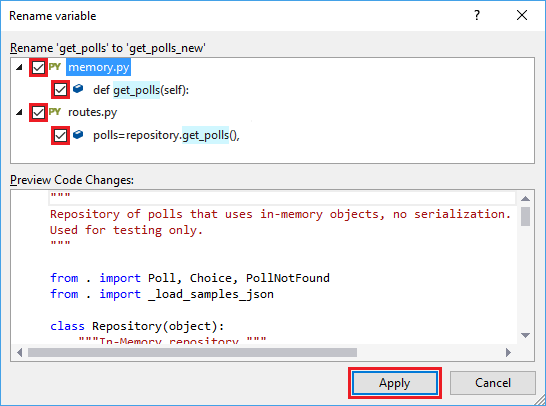 Rename variable
Rename 'get_polls' to 'get_polls_new'
PY memory.py
def get_polls(self):
PY routes.py
polls=repository.get_polls(),
Preview Code Changes:
"""
Repository of polls that uses in-memory objects, no serialization.
Used for testing only.
"""
from . import Poll, Choice, PollNotFound
from . import _load_samples_json
class Repository(object):
"""In-Memory repository."""
Apply
Cancel